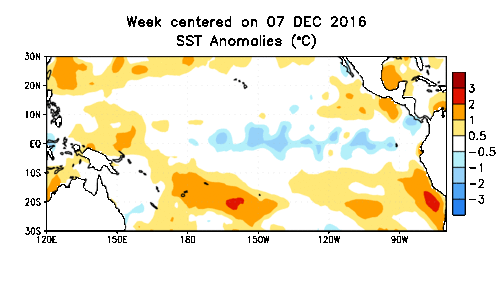 Week centered on 07 DEC 2016
SST Anomalies (°C)
30N
20N
10N
EQ
10S
20S
30S
120E 150E 180 150W 120W 90W
3
2
1
0.5
−0.5
−1
−2
−3